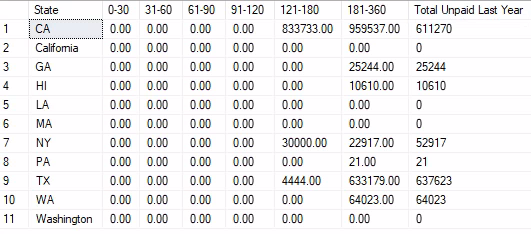 State 0-30 31-60 61-90 91-120 121-180 181-360 Total Unpaid Last Year
1 CA 0.00 0.00 0.00 0.00 833733.00 959537.00 611270
2 California 0.00 0.00 0.00 0.00 0.00 0.00 0
3 GA 0.00 0.00 0.00 0.00 0.00 25244.00 25244
4 HI 0.00 0.00 0.00 0.00 0.00 10610.00 10610
5 LA 0.00 0.00 0.00 0.00 0.00 0.00 0
6 MA 0.00 0.00 0.00 0.00 0.00 0.00 0
7 NY 0.00 0.00 0.00 0.00 30000.00 22917.00 52917
8 PA 0.00 0.00 0.00 0.00 0.00 21.00 21
9 TX 0.00 0.00 0.00 0.00 4444.00 633179.00 637623
10 WA 0.00 0.00 0.00 0.00 0.00 64023.00 64023
11 Washington 0.00 0.00 0.00 0.00 0.00 0.00 0